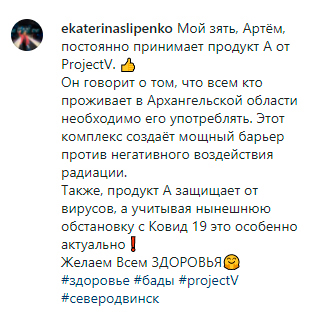 ekaterinaslipenko Мой зять, Артём,
постоянно принимает продукт А от
ProjectV. 👍
Он говорит о том, что всем кто
проживает в Архангельской области
необходимо его употреблять. Этот
комплекс создаёт мощный барьер
против негативного воздействия
радиации.
Также, продукт А защищает от
вирусов, а учитывая нынешнюю
обстановку с Ковид 19 это особенно
актуально❗
Желаем Всем ЗДОРОВЬЯ🤗
#здоровье #бады #projectV
#северодвинск